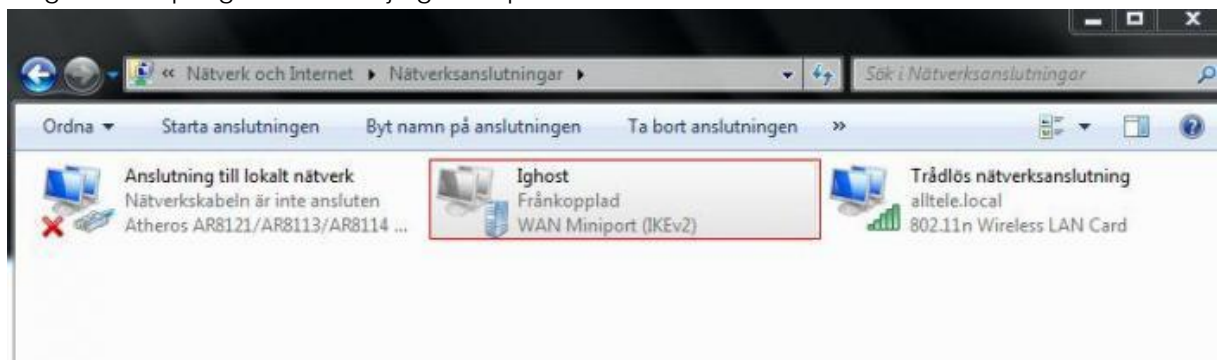 « Nätverk och Internet ▸ Nätverksanslutningar ▸ Sök i Nätverksanslutningar
Ordna Starta anslutningen Byt namn på anslutningen Ta bort anslutningen »
Anslutning till lokalt nätverk
Nätverkskabeln är inte ansluten
Atheros AR8121/AR8113/AR8114 ...
Ighost
Frånkopplad
WAN Miniport (IKEv2)
Trådlös nätverksanslutning
alltele.local
802.11n Wireless LAN Card